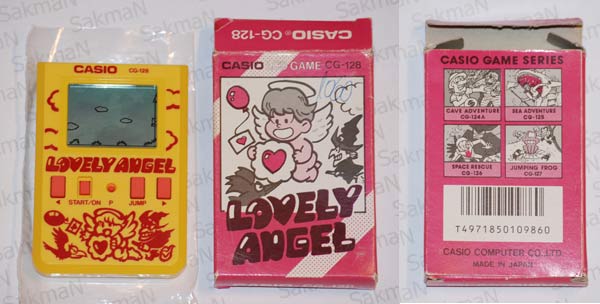 CASIO
CG-128
LOVELY ANGEL
START/ON P JUMP
CASIO® CG-128
CASIO GAME CG-128
LOVELY
ANGEL
CASIO GAME SERIES
CAVE ADVENTURE
CG-124A
SEA ADVENTURE
CG-125
SPACE RESCUE
CG-126
JUMPING FROG
CG-127
T4971850109860
CASIO COMPUTER CO.,LTD.
MADE IN JAPAN
SakmaN